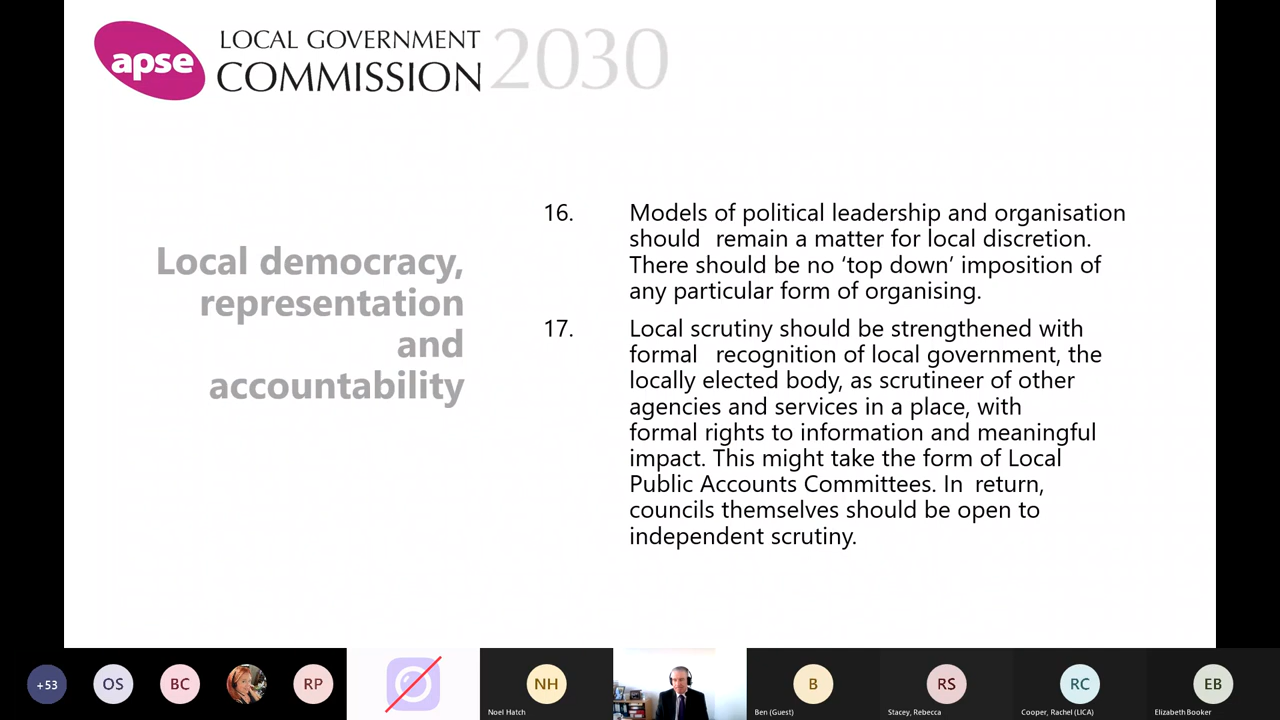 apse
LOCAL GOVERNMENT
COMMISSION 2030
Local democracy,
representation
and
accountability
16. Models of political leadership and organisation
should remain a matter for local discretion.
There should be no ‘top down’ imposition of
any particular form of organising.
17. Local scrutiny should be strengthened with
formal recognition of local government, the
locally elected body, as scrutineer of other
agencies and services in a place, with
formal rights to information and meaningful
impact. This might take the form of Local
Public Accounts Committees. In return,
councils themselves should be open to
independent scrutiny.
+53 OS BC RP NH B RS RC EB
Noel Hatch Ben (Guest) Stacey, Rebecca Cooper, Rachel (LICA) Elizabeth Booker